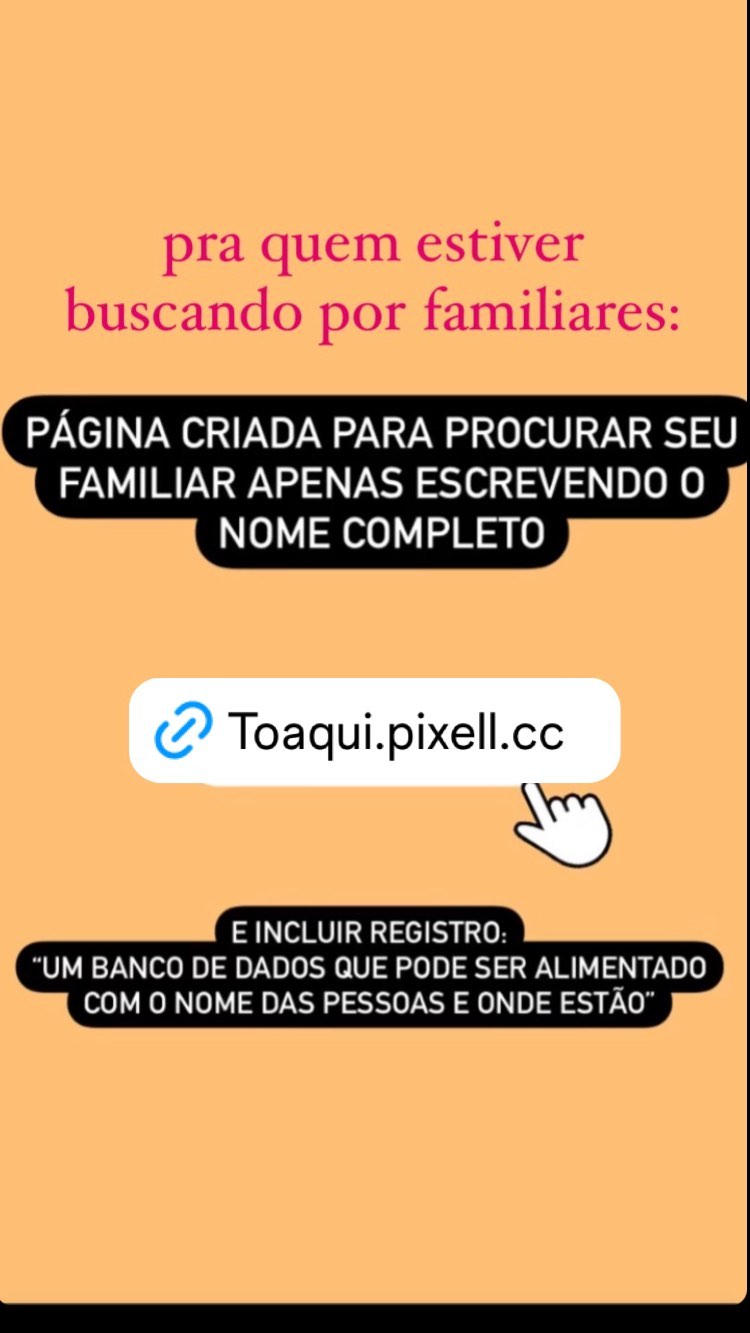 pra quem estiver
buscando por familiares:
PÁGINA CRIADA PARA PROCURAR SEU
FAMILIAR APENAS ESCREVENDO O
NOME COMPLETO
Toaqui.pixell.cc
E INCLUIR REGISTRO:
“UM BANCO DE DADOS QUE PODE SER ALIMENTADO
COM O NOME DAS PESSOAS E ONDE ESTÃO”